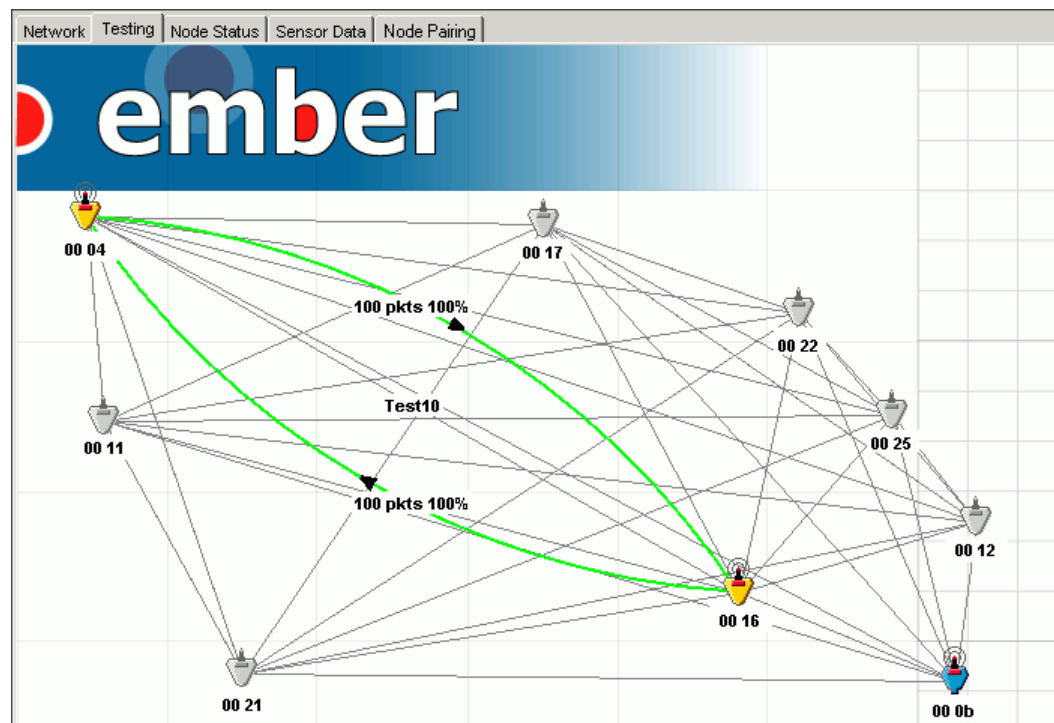 Network Testing Node Status Sensor Data Node Pairing
ember
00 04
00 17
100 pkts 100%
00 22
Test10
00 25
00 11
100 pkts 100%
00 12
00 16
00 21
00 0b